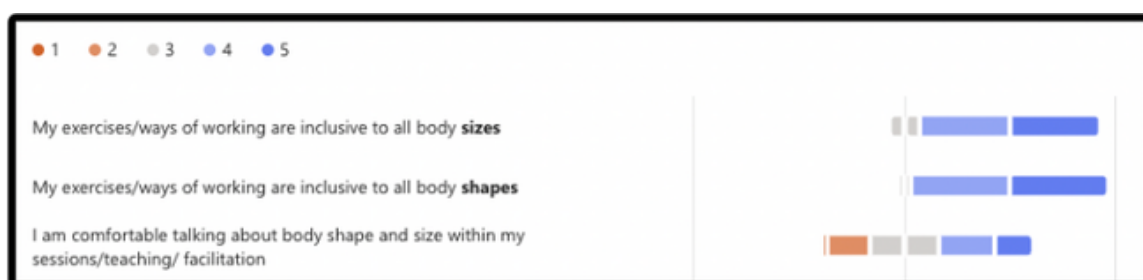 1 2 3 4 5
My exercises/ways of working are inclusive to all body sizes
My exercises/ways of working are inclusive to all body shapes
I am comfortable talking about body shape and size within my
sessions/teaching/ facilitation